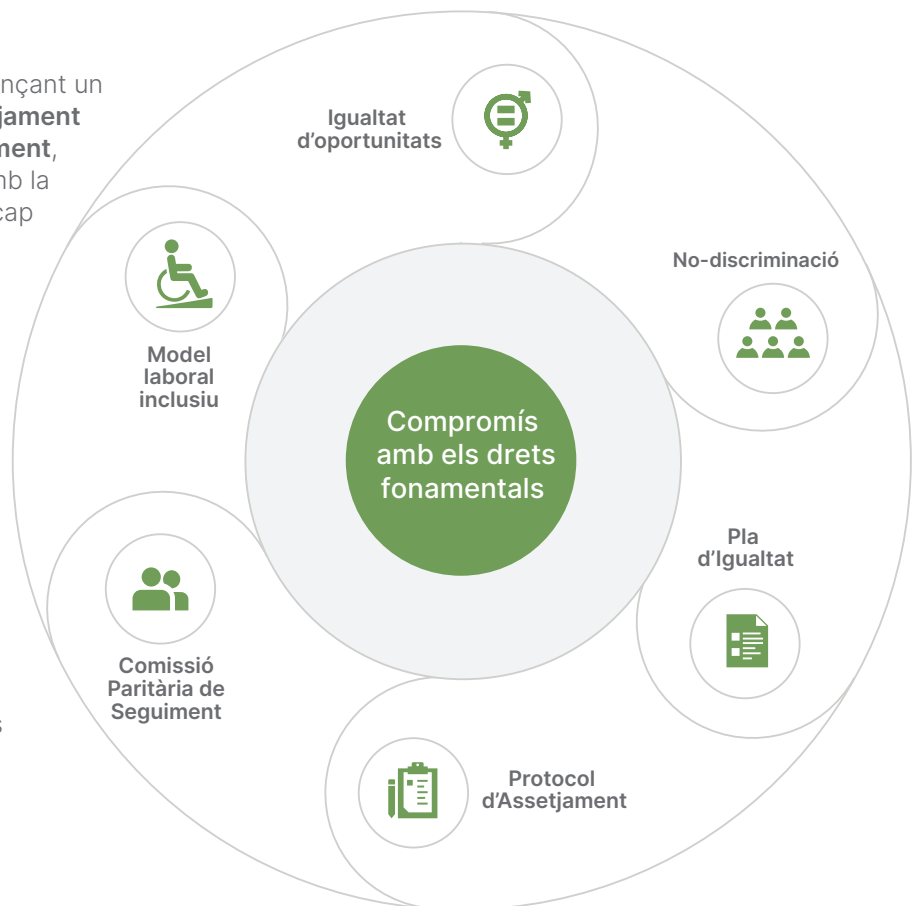 nçant un
jament
ment,
mb la
cap
s
Igualtat
d'oportunitats
No-discriminació
Pla
d'Igualtat
Protocol
d'Assetjament
Comissió
Paritària de
Seguiment
Model
laboral
inclusiu
Compromís
amb els drets
fonamentals